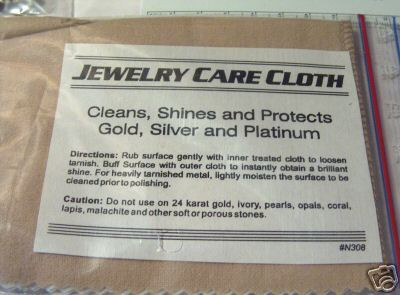 JEWELRY CARE CLOTH
Cleans, Shines and Protects
Gold, Silver and Platinum
Directions: Rub surface gently with inner treated cloth to loosen
tarnish. Buff Surface with outer cloth to instantly obtain a brilliant
shine. For heavily tarnished metal, lightly moisten the surface to be
cleaned prior to polishing.
Caution: Do not use on 24 karat gold, ivory, pearls, opals, coral,
lapis, malachite and other soft or porous stones.
#N308